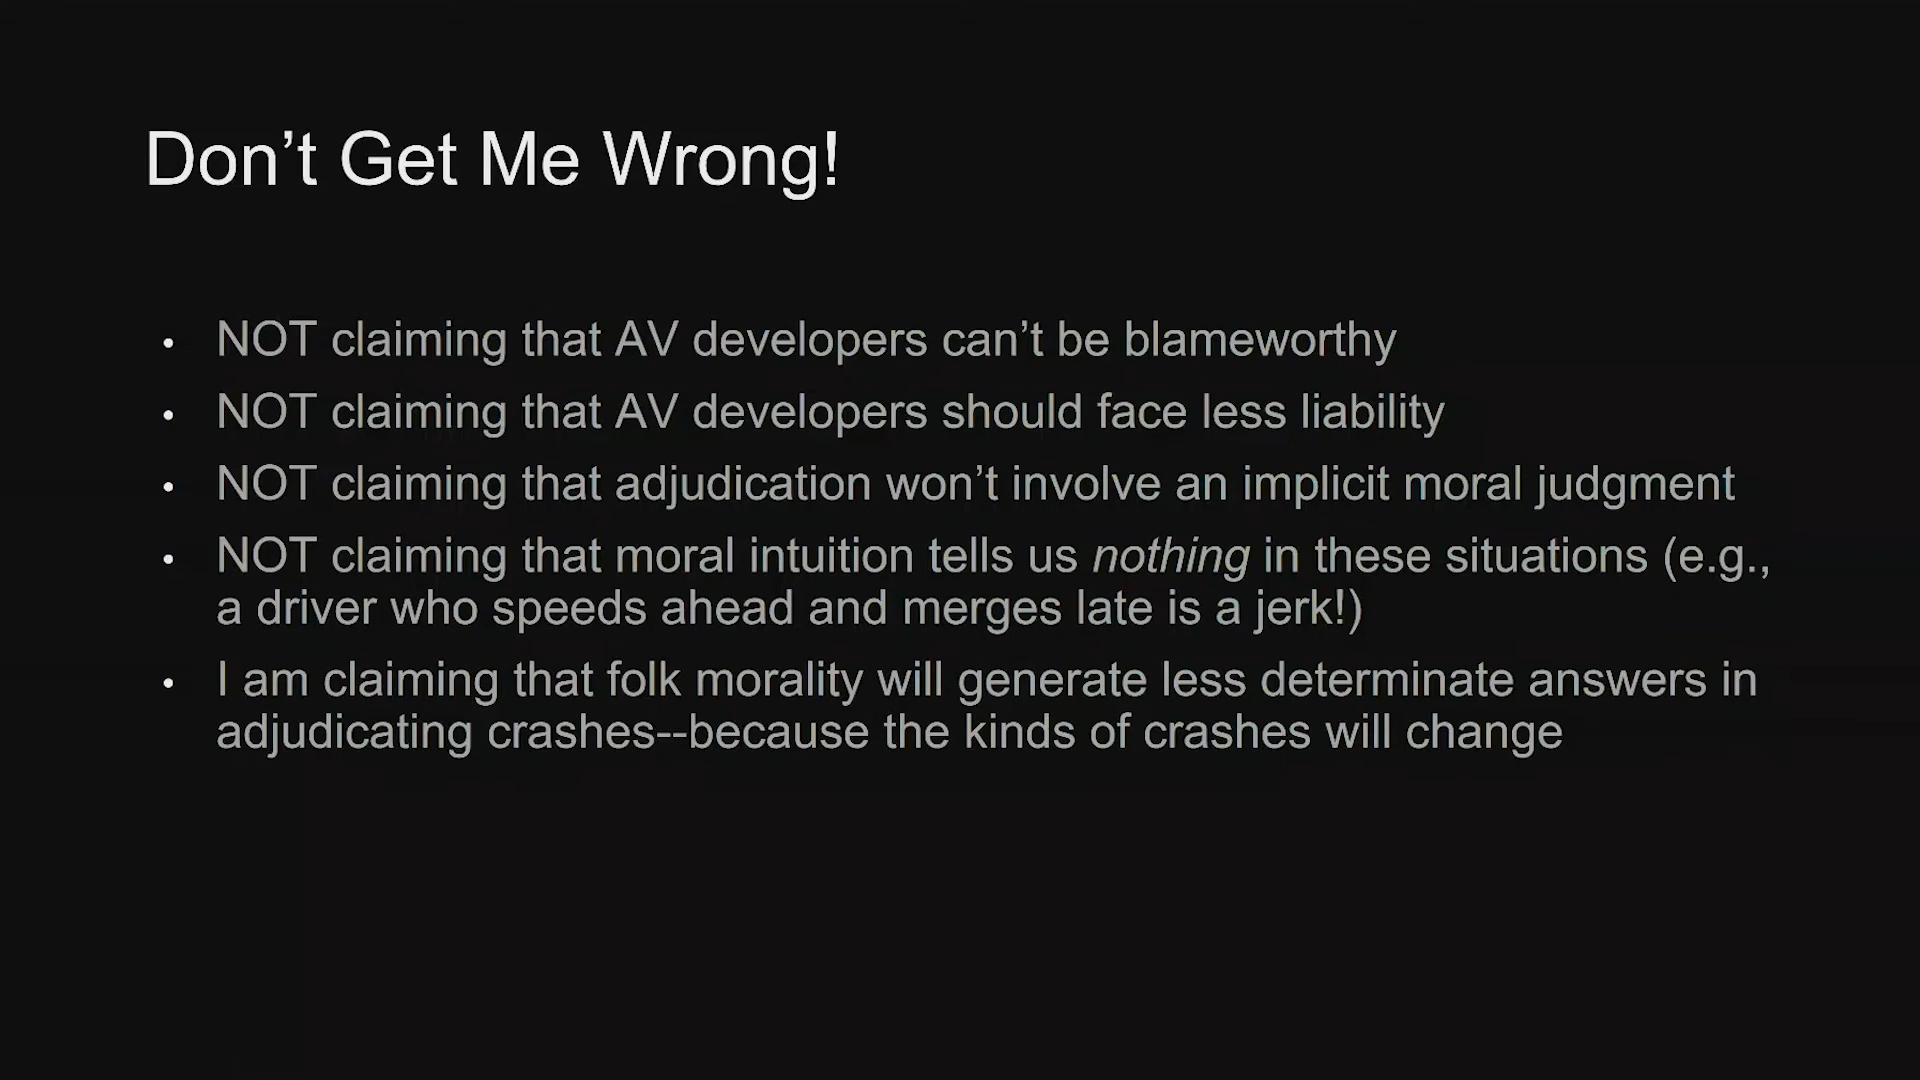 Don’t Get Me Wrong!
• NOT claiming that AV developers can’t be blameworthy
• NOT claiming that AV developers should face less liability
• NOT claiming that adjudication won’t involve an implicit moral judgment
• NOT claiming that moral intuition tells us nothing in these situations (e.g.,
a driver who speeds ahead and merges late is a jerk!)
• I am claiming that folk morality will generate less determinate answers in
adjudicating crashes--because the kinds of crashes will change